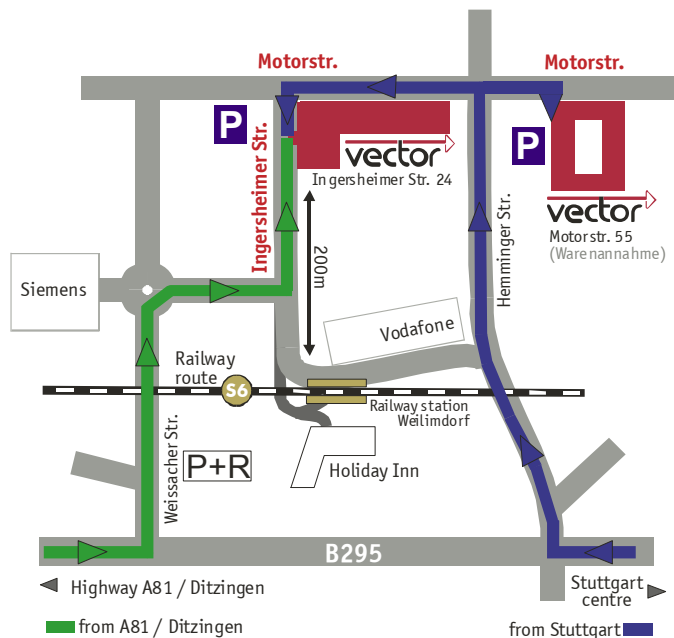 Motorstr.
Motorstr.
P
P
Ingersheimer Str.
vector
Ingersheimer Str. 24
vector
Motorstr. 55
(Warenannahme)
Hemminger Str.
200m
Siemens
Vodafone
Railway
route
S6
Railway station
Weilimdorf
Weissacher Str.
P+R
Holiday Inn
B295
Highway A81 / Ditzingen
Stuttgart
centre
from A81 / Ditzingen
from Stuttgart